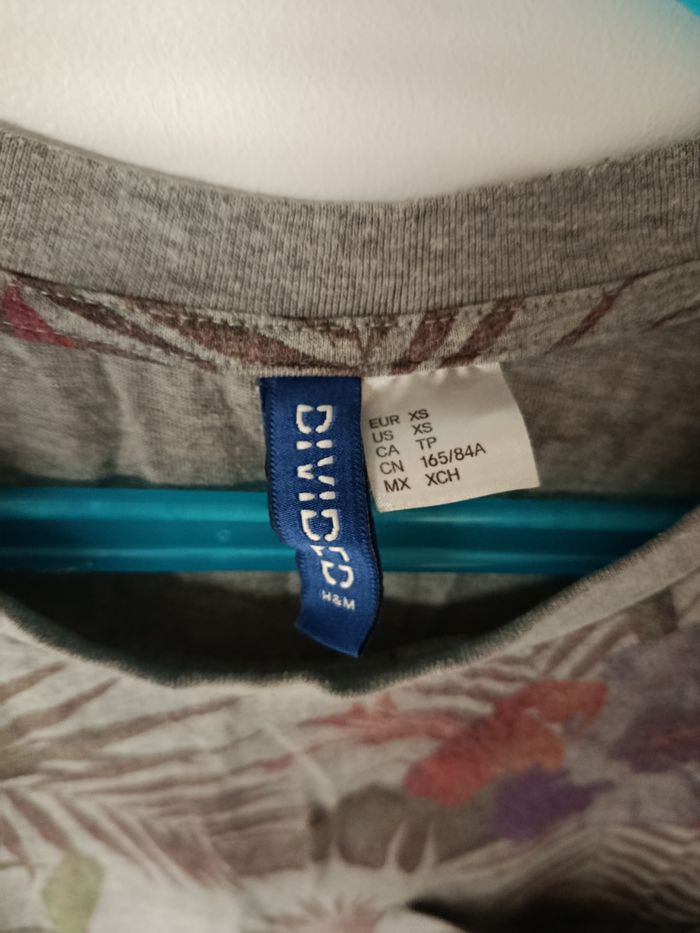 DIVIDED
H&M
EUR XS
US XS
CA TP
CN 165/84A
MX XCH